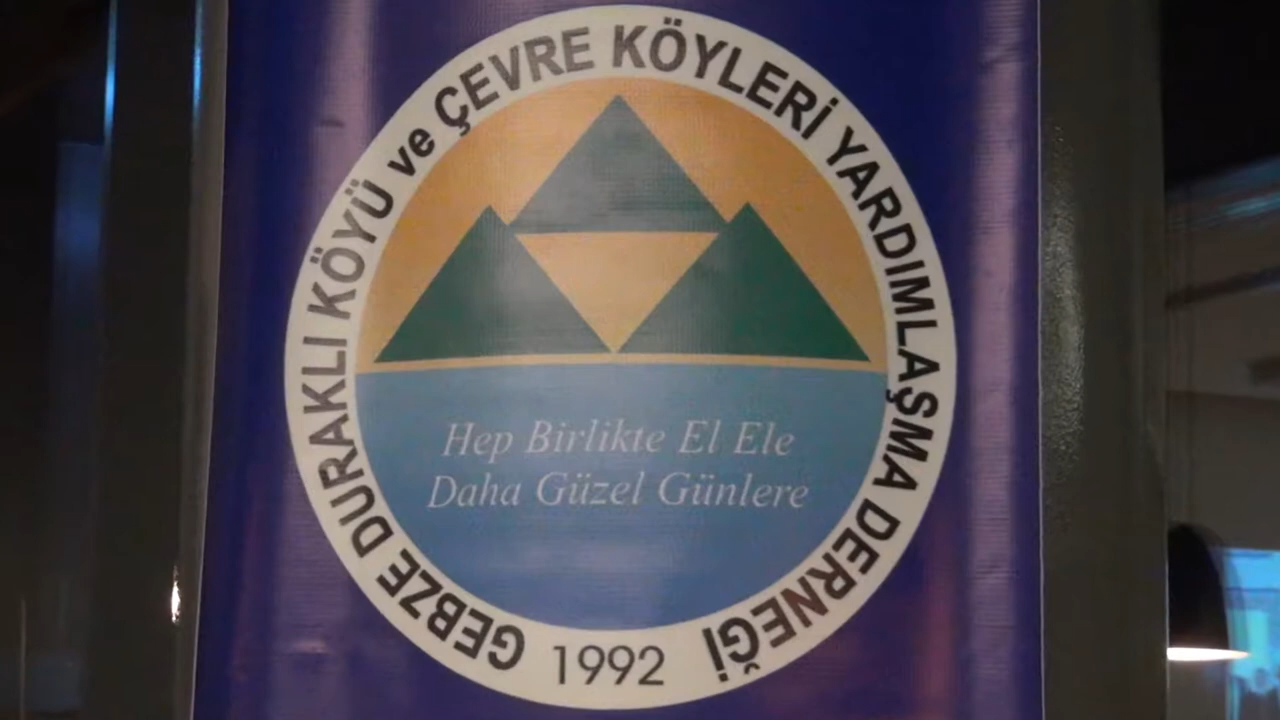 GEBZE DURAKLI KÖYÜ ve ÇEVRE KÖYLERİ YARDIMLAŞMA DERNEĞİ
Hep Birlikte El Ele
Daha Güzel Günlere
1992